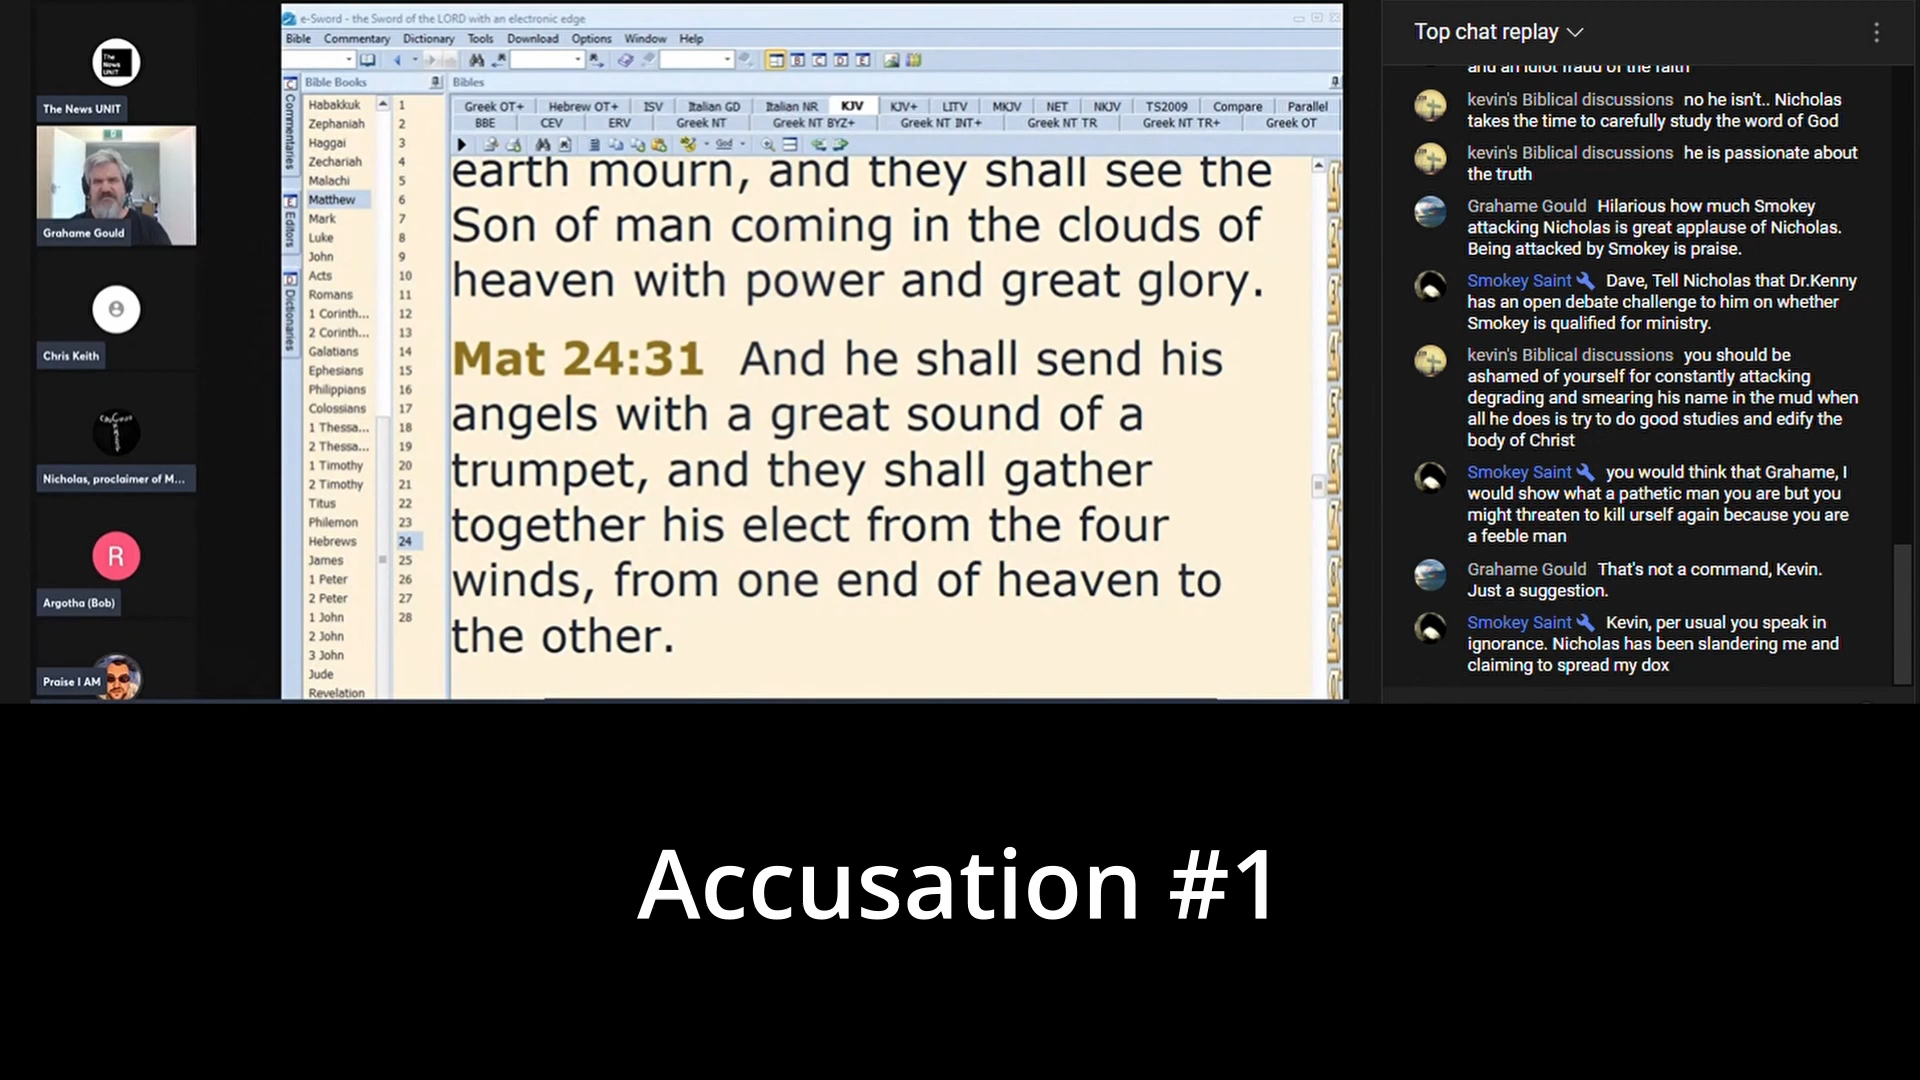 The News UNIT
The News UNIT
Grahame Gould
Chris Keith
Nicholas, proclaimer of M...
R
Argotha (Bob)
Praise I AM
e-Sword - the Sword of the LORD with an electronic edge
Bible Commentary Dictionary Tools Download Options Window Help
Commentaries
Editors
Dictionaries
Bible Books
Habakkuk
Zephaniah
Haggai
Zechariah
Malachi
Matthew
Mark
Luke
John
Acts
Romans
1 Corinth...
2 Corinth...
Galatians
Ephesians
Philippians
Colossians
1 Thessa...
2 Thessa...
1 Timothy
2 Timothy
Titus
Philemon
Hebrews
James
1 Peter
2 Peter
1 John
2 John
3 John
Jude
Revelation
1
2
3
4
5
6
7
8
9
10
11
12
13
14
15
16
17
18
19
20
21
22
23
24
25
26
27
28
Bibles
Greek OT+ Hebrew OT+ ISV Italian GD Italian NR KJV KJV+ LITV MKJV NET NKJV TS2009 Compare Parallel
BBE CEV ERV Greek NT Greek NT BYZ+ Greek NT INT+ Greek NT TR Greek NT TR+ Greek OT
earth mourn, and they shall see the
Son of man coming in the clouds of
heaven with power and great glory.
Mat 24:31 And he shall send his
angels with a great sound of a
trumpet, and they shall gather
together his elect from the four
winds, from one end of heaven to
the other.
Top chat replay
and an idiot fraud of the faith
kevin's Biblical discussions no he isn't.. Nicholas
takes the time to carefully study the word of God
kevin's Biblical discussions he is passionate about
the truth
Grahame Gould Hilarious how much Smokey
attacking Nicholas is great applause of Nicholas.
Being attacked by Smokey is praise.
Smokey Saint Dave, Tell Nicholas that Dr.Kenny
has an open debate challenge to him on whether
Smokey is qualified for ministry.
kevin's Biblical discussions you should be
ashamed of yourself for constantly attacking
degrading and smearing his name in the mud when
all he does is try to do good studies and edify the
body of Christ
Smokey Saint you would think that Grahame, I
would show what a pathetic man you are but you
might threaten to kill urself again because you are
a feeble man
Grahame Gould That's not a command, Kevin.
Just a suggestion.
Smokey Saint Kevin, per usual you speak in
ignorance. Nicholas has been slandering me and
claiming to spread my dox
Accusation #1